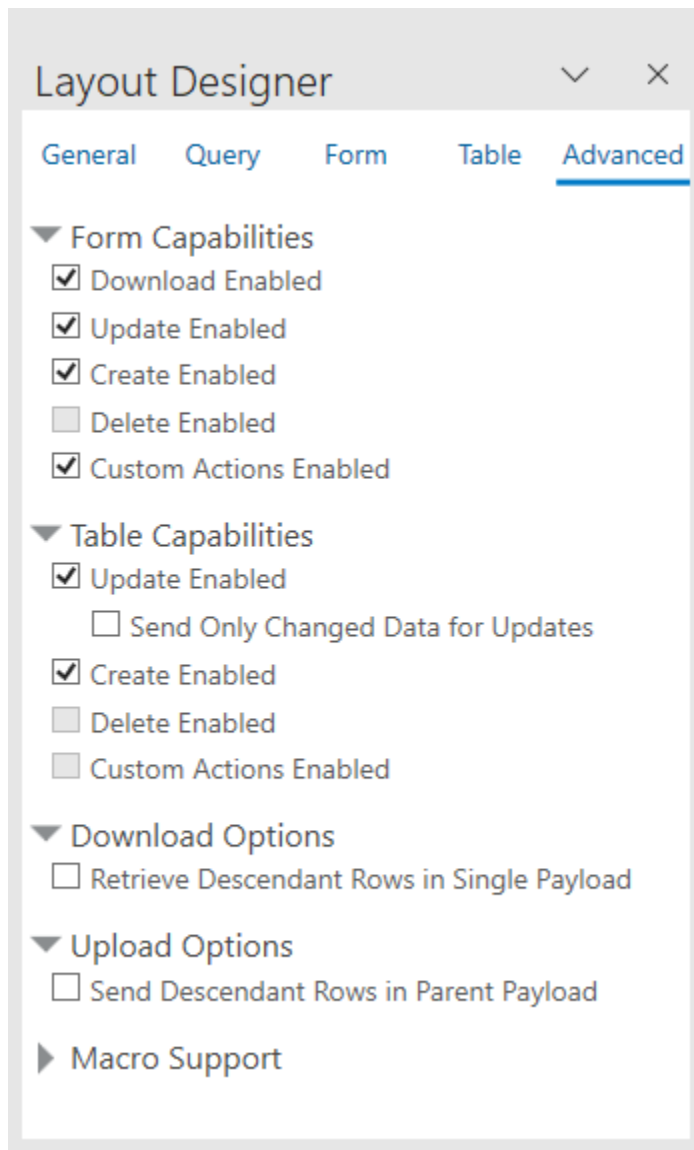 Layout Designer
General Query Form Table Advanced
Form Capabilities
Download Enabled
Update Enabled
Create Enabled
Delete Enabled
Custom Actions Enabled
Table Capabilities
Update Enabled
Send Only Changed Data for Updates
Create Enabled
Delete Enabled
Custom Actions Enabled
Download Options
Retrieve Descendant Rows in Single Payload
Upload Options
Send Descendant Rows in Parent Payload
Macro Support